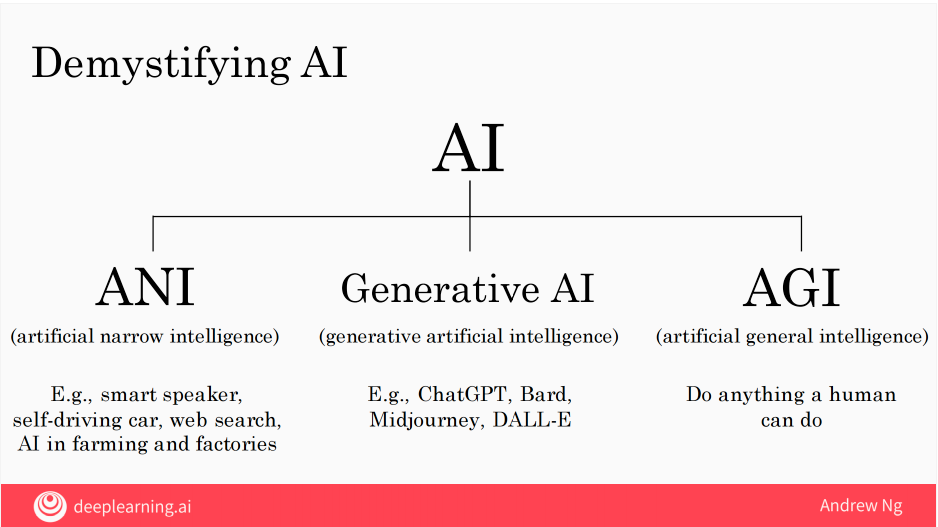 Demystifying AI
AI
ANI
(artificial narrow intelligence)
E.g., smart speaker,
self-driving car, web search,
AI in farming and factories
Generative AI
(generative artificial intelligence)
E.g., ChatGPT, Bard,
Midjourney, DALL-E
AGI
(artificial general intelligence)
Do anything a human
can do
deeplearning.ai
Andrew Ng